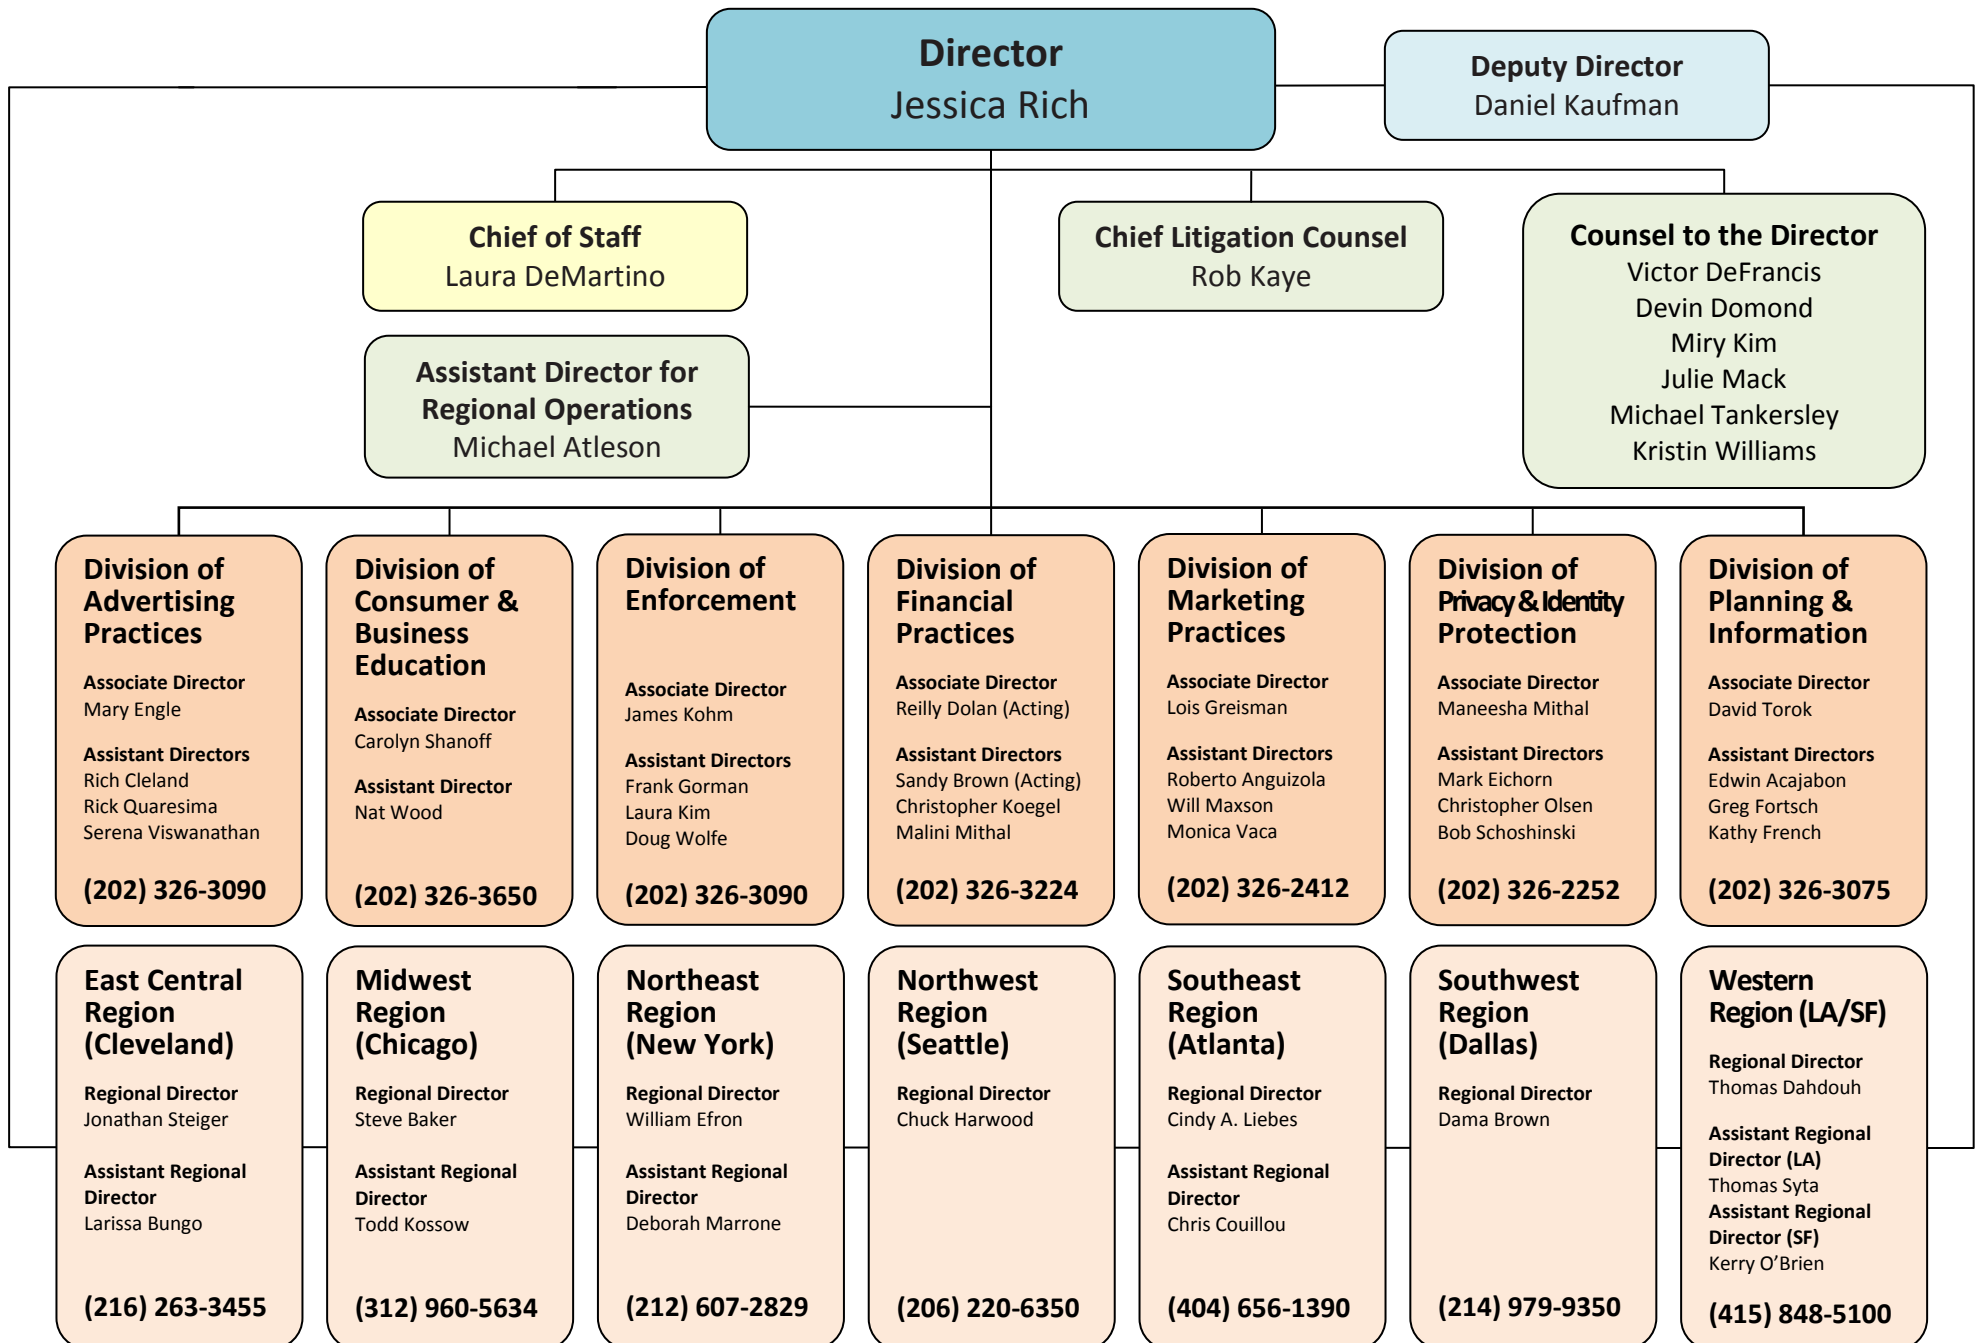 Director
Jessica Rich
Deputy Director
Daniel Kaufman
Chief of Staff
Laura DeMartino
Chief Litigation Counsel
Rob Kaye
Counsel to the Director
Victor DeFrancis
Devin Domond
Miry Kim
Julie Mack
Michael Tankersley
Kristin Williams
Assistant Director for
Regional Operations
Michael Atleson
Division of
Advertising
Practices
Associate Director
Mary Engle
Assistant Directors
Rich Cleland
Rick Quaresima
Serena Viswanathan
(202) 326-3090
Division of
Consumer &
Business
Education
Associate Director
Carolyn Shanoff
Assistant Director
Nat Wood
(202) 326-3650
Division of
Enforcement
Associate Director
James Kohm
Assistant Directors
Frank Gorman
Laura Kim
Doug Wolfe
(202) 326-3090
Division of
Financial
Practices
Associate Director
Reilly Dolan (Acting)
Assistant Directors
Sandy Brown (Acting)
Christopher Koegel
Malini Mithal
(202) 326-3224
Division of
Marketing
Practices
Associate Director
Lois Greisman
Assistant Directors
Roberto Anguizola
Will Maxson
Monica Vaca
(202) 326-2412
Division of
Privacy & Identity
Protection
Associate Director
Maneesha Mithal
Assistant Directors
Mark Eichorn
Christopher Olsen
Bob Schoshinski
(202) 326-2252
Division of
Planning &
Information
Associate Director
David Torok
Assistant Directors
Edwin Acajabon
Greg Fortsch
Kathy French
(202) 326-3075
East Central
Region
(Cleveland)
Regional Director
Jonathan Steiger
Assistant Regional
Director
Larissa Bungo
(216) 263-3455
Midwest
Region
(Chicago)
Regional Director
Steve Baker
Assistant Regional
Director
Todd Kossow
(312) 960-5634
Northeast
Region
(New York)
Regional Director
William Efron
Assistant Regional
Director
Deborah Marrone
(212) 607-2829
Northwest
Region
(Seattle)
Regional Director
Chuck Harwood
(206) 220-6350
Southeast
Region
(Atlanta)
Regional Director
Cindy A. Liebes
Assistant Regional
Director
Chris Couillou
(404) 656-1390
Southwest
Region
(Dallas)
Regional Director
Dama Brown
(214) 979-9350
Western
Region (LA/SF)
Regional Director
Thomas Dahdouh
Assistant Regional
Director (LA)
Thomas Syta
Assistant Regional
Director (SF)
Kerry O’Brien
(415) 848-5100